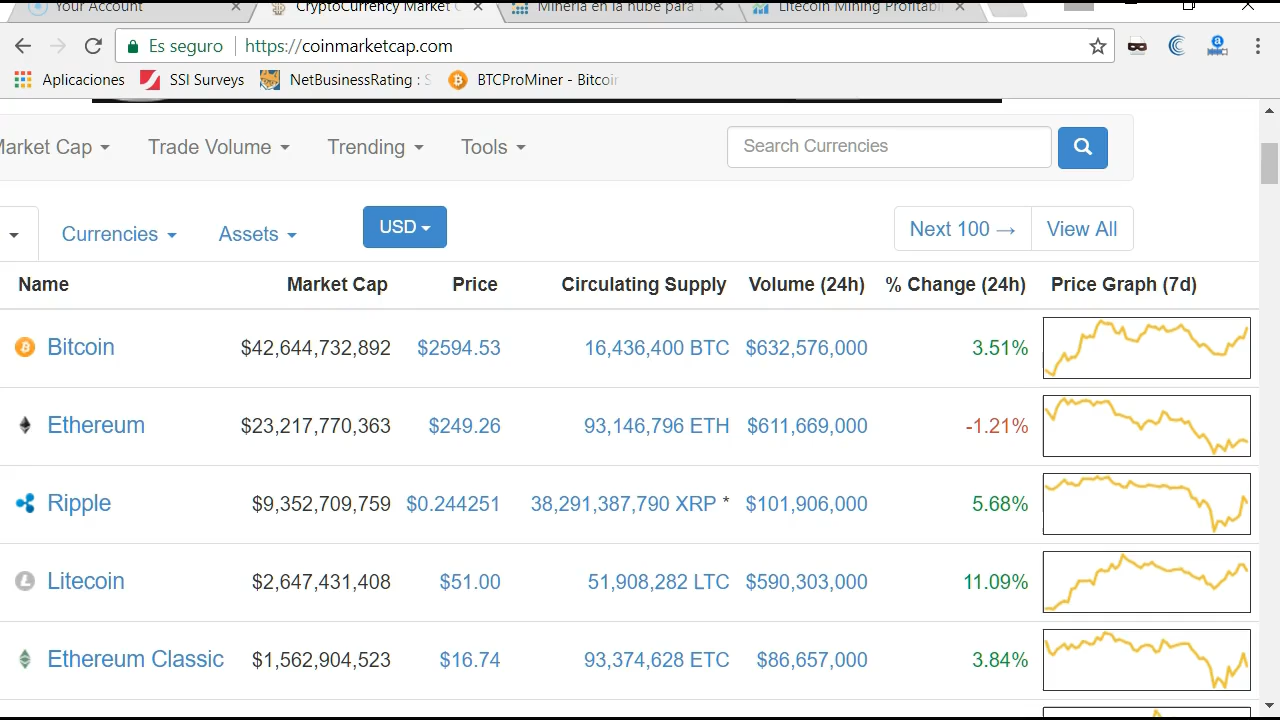 Your Account
CryptoCurrency Market C
Minería en la nube para
Litecoin Mining Profitabil
Es seguro
https://coinmarketcap.com
Aplicaciones
SSI Surveys
NetBusinessRating : S
BTCProMiner - Bitcoin
Market Cap
Trade Volume
Trending
Tools
Search Currencies
Currencies
Assets
USD
Next 100 →
View All
Name Market Cap Price Circulating Supply Volume (24h) % Change (24h) Price Graph (7d)
Bitcoin $42,644,732,892 $2594.53 16,436,400 BTC $632,576,000 3.51%
Ethereum $23,217,770,363 $249.26 93,146,796 ETH $611,669,000 -1.21%
Ripple $9,352,709,759 $0.244251 38,291,387,790 XRP * $101,906,000 5.68%
Litecoin $2,647,431,408 $51.00 51,908,282 LTC $590,303,000 11.09%
Ethereum Classic $1,562,904,523 $16.74 93,374,628 ETC $86,657,000 3.84%